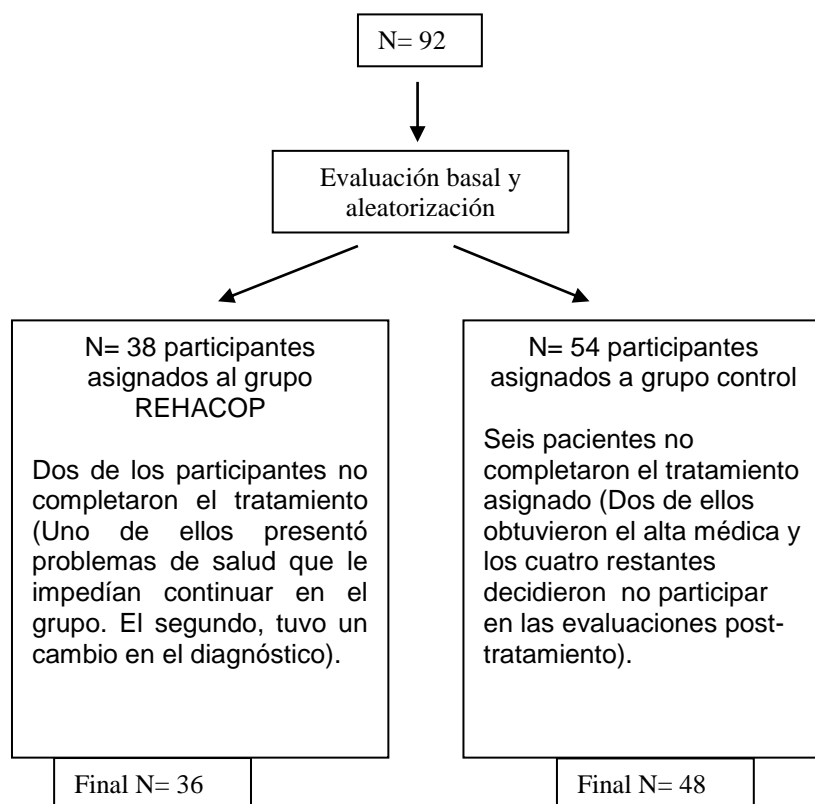 N= 92
Evaluación basal y
aleatorización
N= 38 participantes
asignados al grupo
REHACOP
Dos de los participantes no
completaron el tratamiento
(Uno de ellos presentó
problemas de salud que le
impedían continuar en el
grupo. El segundo, tuvo un
cambio en el diagnóstico).
Final N= 36
N= 54 participantes
asignados a grupo control
Seis pacientes no
completaron el tratamiento
asignado (Dos de ellos
obtuvieron el alta médica y
los cuatro restantes
decidieron no participar
en las evaluaciones post-
tratamiento).
Final N= 48